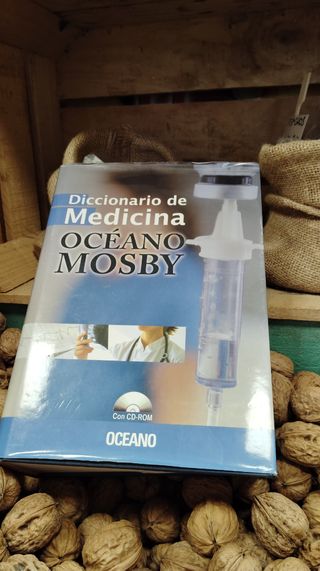 Diccionario de
Medicina
OCÉANO
MOSBY
Con CD-ROM
OCEANO